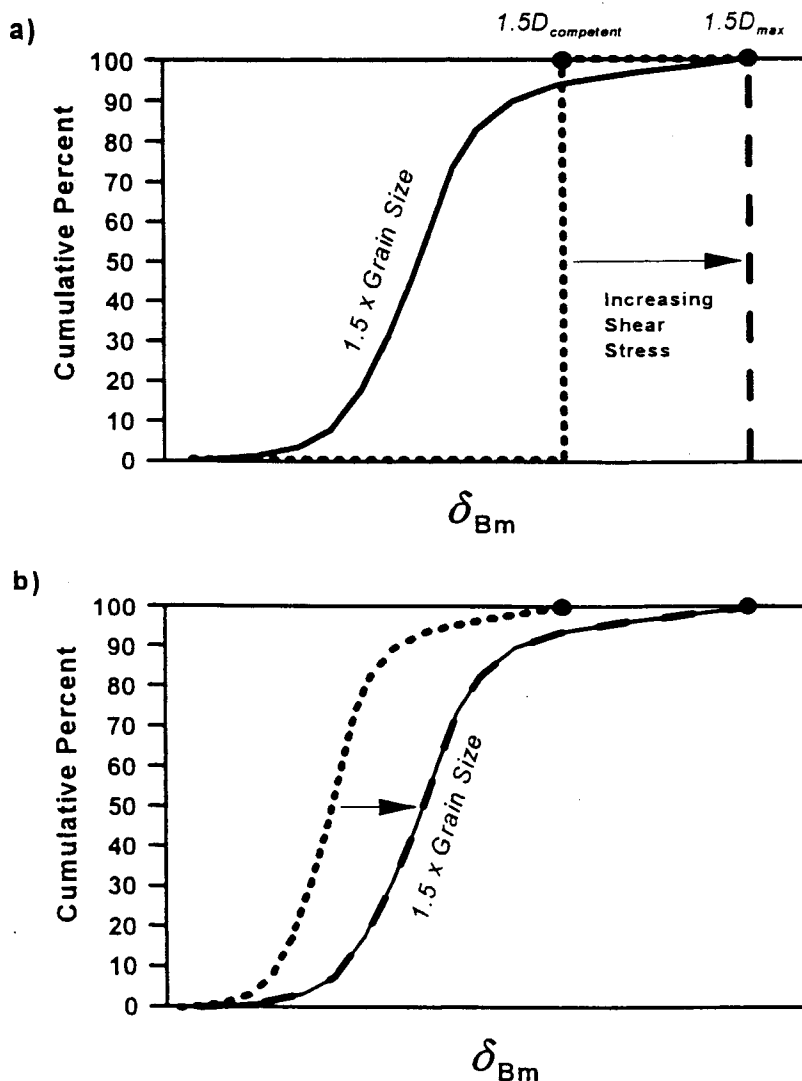 a)
1.5D_competent 1.5D_max
100
90
80
70
60
50
40
30
20
10
0
Cumulative Percent
1.5 x Grain Size
Increasing
Shear
Stress
δ_Bm
b)
100
90
80
70
60
50
40
30
20
10
0
Cumulative Percent
1.5 x Grain Size
δ_Bm